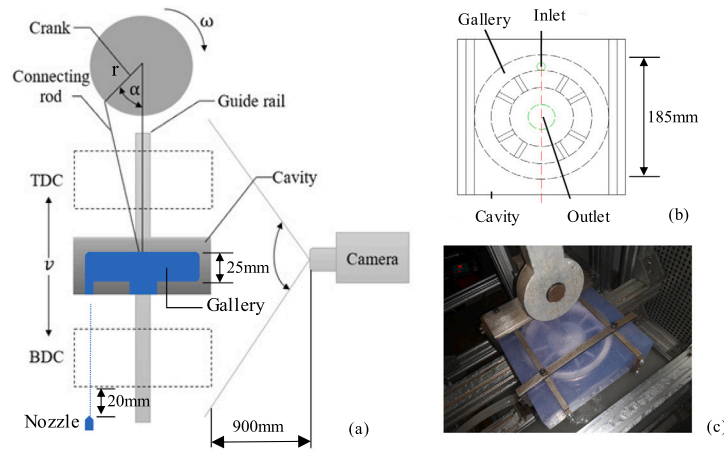 Crank
ω
r
α
Connecting
rod
Guide rail
TDC
Cavity
v
25mm
Camera
Gallery
BDC
20mm
Nozzle
900mm
(a)
Gallery
Inlet
185mm
Cavity
Outlet
(b)
(c)